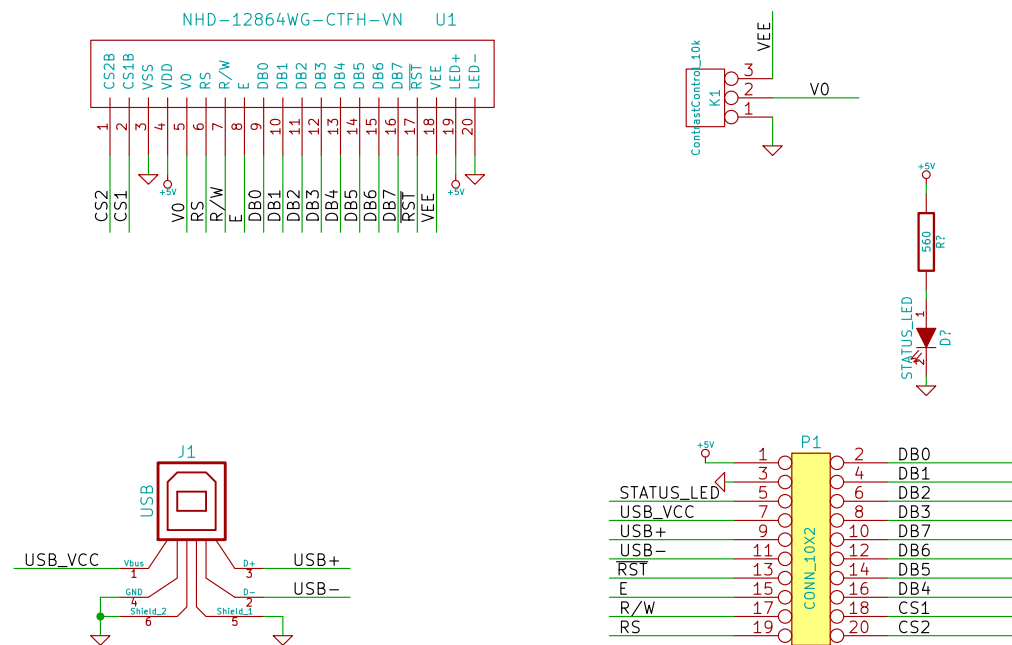 NHD-12864WG-CTFH-VN U1
CS2B CS1B VSS VDD V0 RS R/W E DB0 DB1 DB2 DB3 DB4 DB5 DB6 DB7 RST VEE LED+ LED-
1 2 3 4 5 6 7 8 9 10 11 12 13 14 15 16 17 18 19 20
+5V +5V
CS2 CS1 V0 RS R/W E DB0 DB1 DB2 DB3 DB4 DB5 DB6 DB7 RST VEE
VEE
ContrastControl_10k
K1
3
2 V0
1
+5V
560
R?
STATUS_LED
1
D?
2
J1
USB
USB_VCC Vbus D+ USB+
1 3
GND D- USB-
4 2
Shield_2 Shield_1
6 5
P1
+5V
CONN_10X2
1 2 DB0
3 4 DB1
STATUS_LED 5 6 DB2
USB_VCC 7 8 DB3
USB+ 9 10 DB7
USB- 11 12 DB6
RST 13 14 DB5
E 15 16 DB4
R/W 17 18 CS1
RS 19 20 CS2